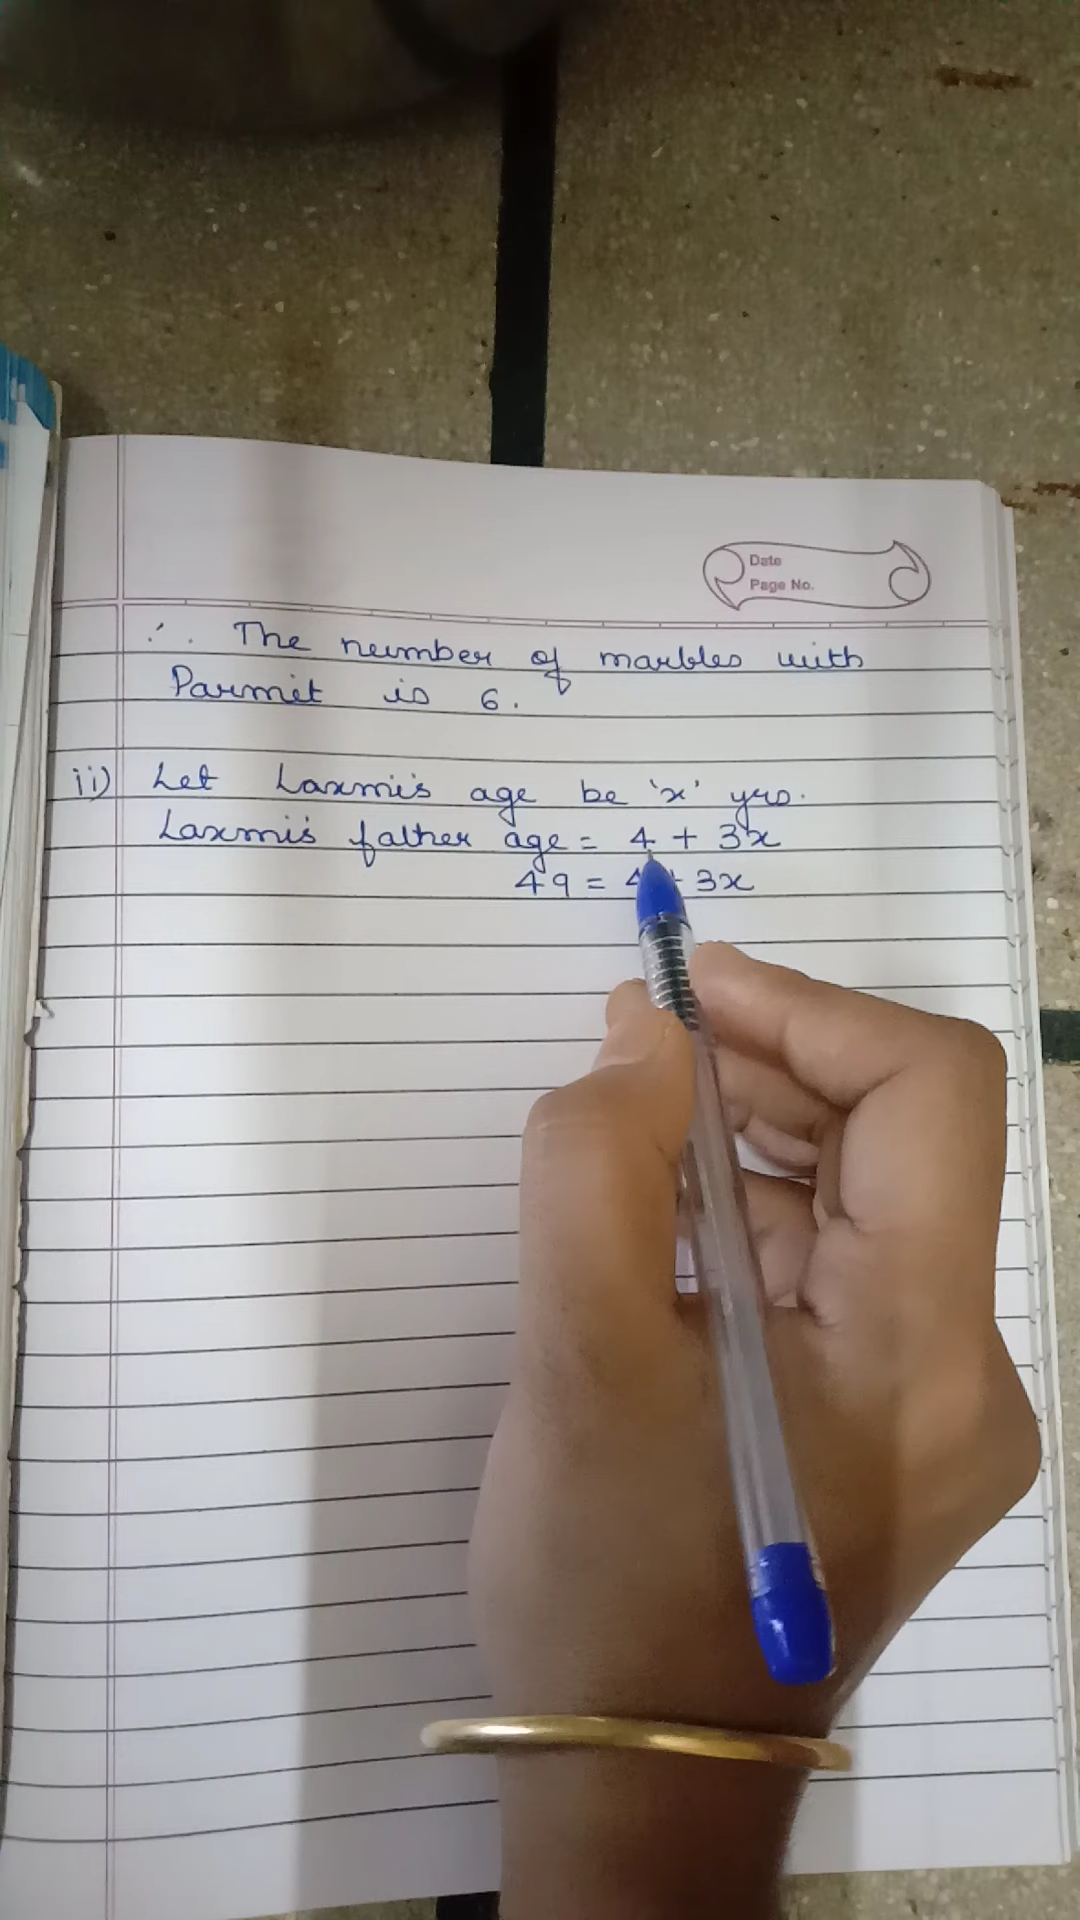 Date
Page No.
∴ The number of marbles with
Parmit is 6.
ii) Let Laxmi's age be 'x' yrs.
Laxmi's father age = 4 + 3x
49 = 4 + 3x